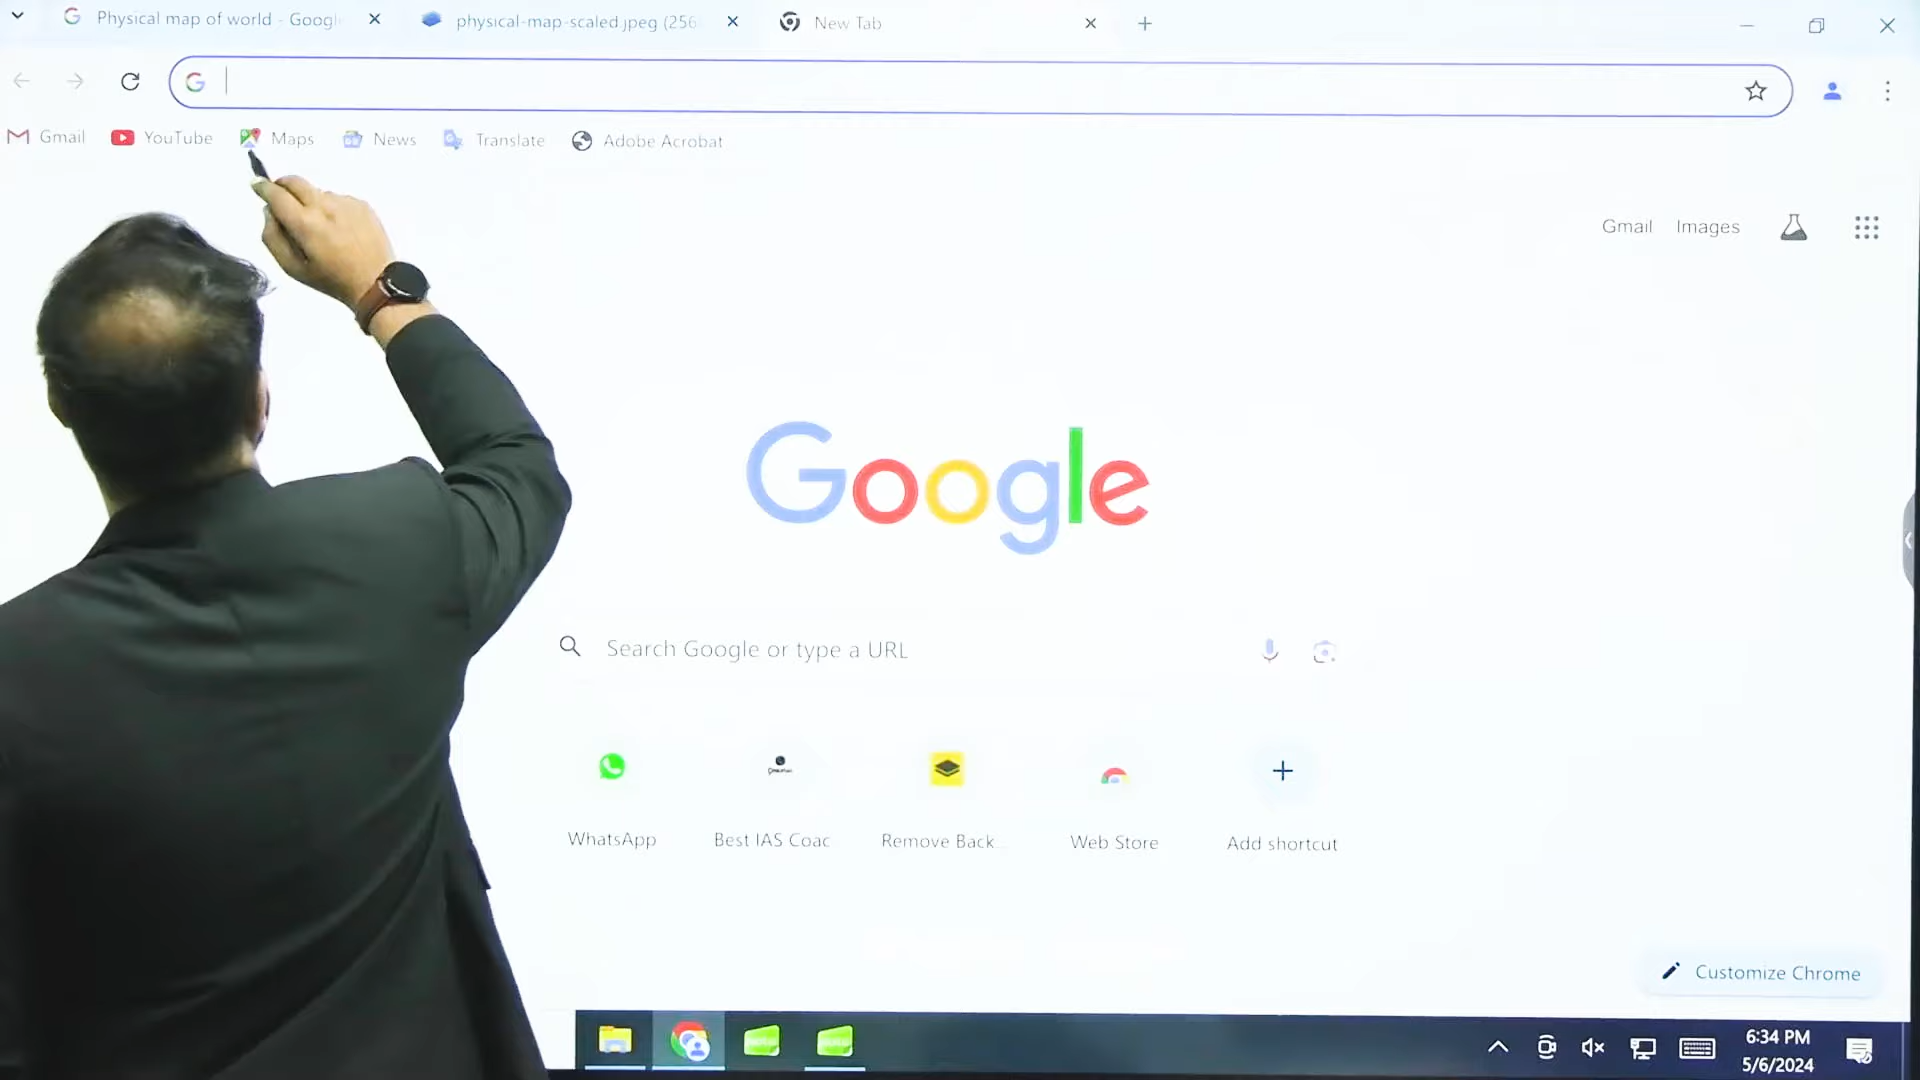 Physical map of world - Googl
physical-map-scaled.jpeg (256
New Tab
Gmail
YouTube
Maps
News
Translate
Adobe Acrobat
Gmail
Images
Google
Search Google or type a URL
WhatsApp
Best IAS Coac
Remove Back...
Web Store
Add shortcut
Customize Chrome
6:34 PM
5/6/2024